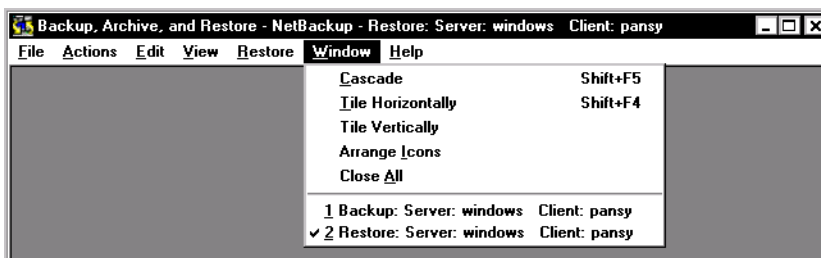 Backup, Archive, and Restore - NetBackup - Restore: Server: windows Client: pansy
File Actions Edit View Restore Window Help
Cascade Shift+F5
Tile Horizontally Shift+F4
Tile Vertically
Arrange Icons
Close All
1 Backup: Server: windows Client: pansy
✓ 2 Restore: Server: windows Client: pansy